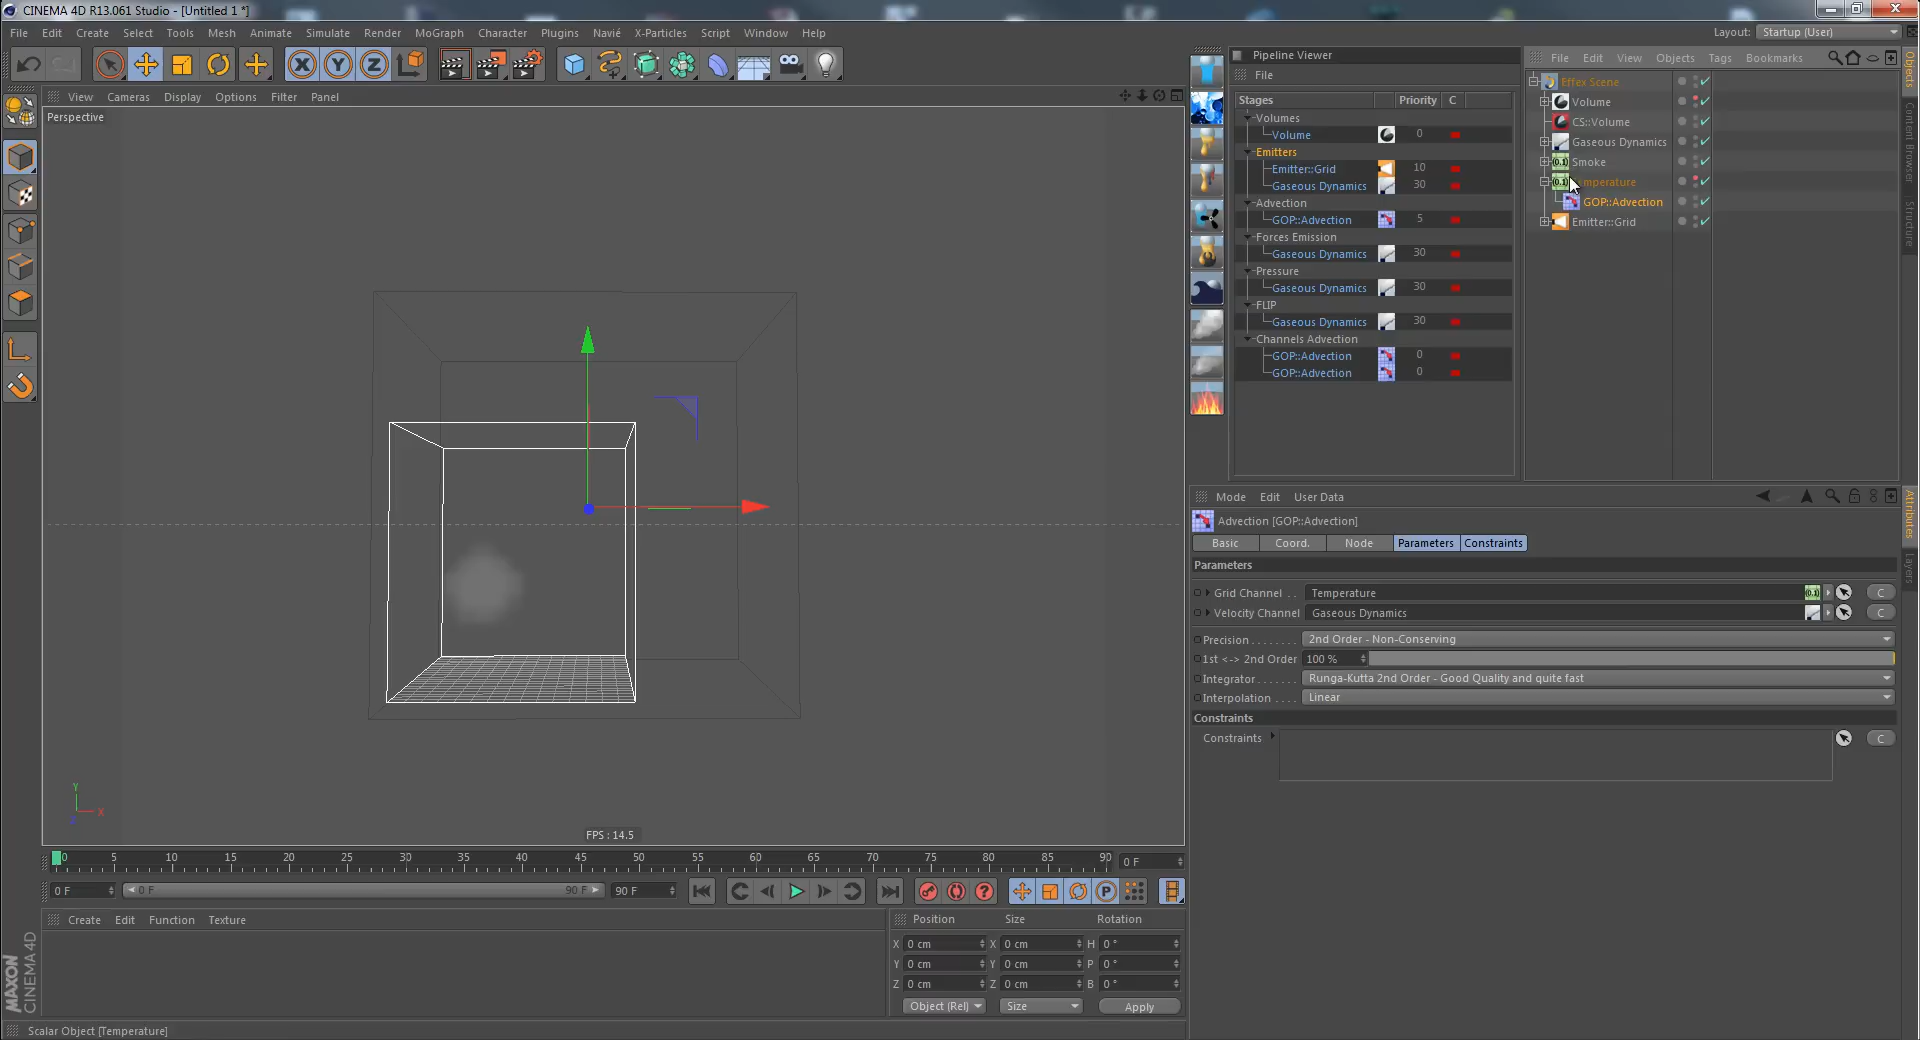 CINEMA 4D R13.061 Studio - [Untitled 1 *]
File Edit Create Select Tools Mesh Animate Simulate Render MoGraph Character Plugins Navié X-Particles Script Window Help
Layout: Startup (User)
View Cameras Display Options Filter Panel
Perspective
Pipeline Viewer
File
Stages Priority C
Volumes
Volume 0
Emitters
Emitter::Grid 10
Gaseous Dynamics 30
Advection
GOP::Advection 5
Forces Emission
Gaseous Dynamics 30
Pressure
Gaseous Dynamics 30
FLIP
Gaseous Dynamics 30
Channels Advection
GOP::Advection 0
GOP::Advection 0
File Edit View Objects Tags Bookmarks
Effex Scene
Volume
CS::Volume
Gaseous Dynamics
Smoke
mperature
GOP::Advection
Emitter::Grid
Objects
Content Browser
Structure
Mode Edit User Data
Advection [GOP::Advection]
Basic Coord. Node Parameters Constraints
Parameters
Grid Channel . . Temperature C
Velocity Channel Gaseous Dynamics C
Precision . . . . . . . . 2nd Order - Non-Conserving
1st <-> 2nd Order 100 %
Integrator . . . . . . . Runga-Kutta 2nd Order - Good Quality and quite fast
Interpolation . . . . Linear
Constraints
Constraints C
Attributes
Layers
X Y Z
Y
X
FPS : 14.5
0 5 10 15 20 25 30 35 40 45 50 55 60 65 70 75 80 85 90 0 F
0 F 0 F 90 F 90 F
P
Create Edit Function Texture
Position Size Rotation
X 0 cm X 0 cm H 0 °
Y 0 cm Y 0 cm P 0 °
Z 0 cm Z 0 cm B 0 °
Object (Rel) Size Apply
MAXON
CINEMA 4D
Scalar Object [Temperature]